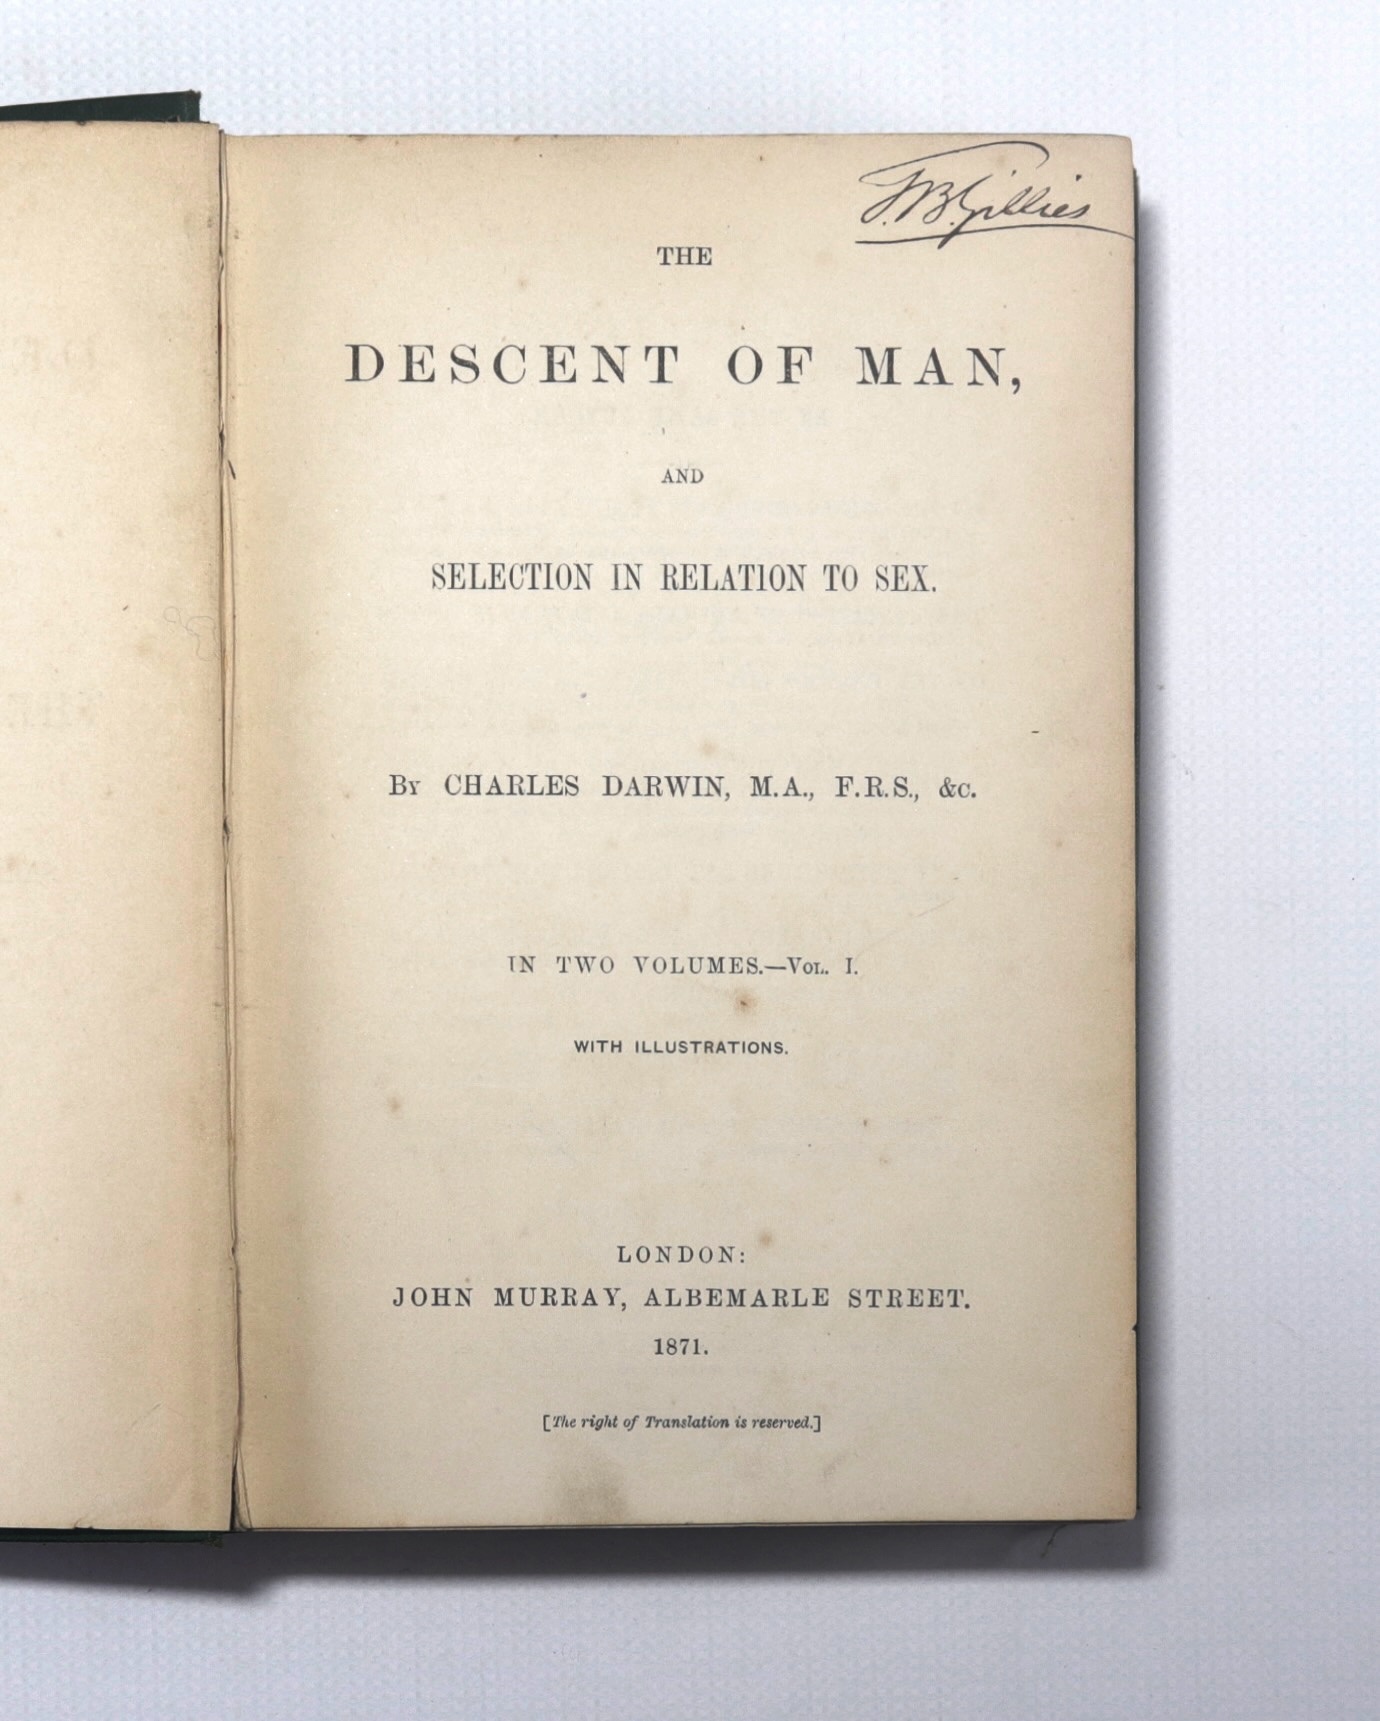 T.B.Gillies
THE
DESCENT OF MAN,
AND
SELECTION IN RELATION TO SEX.
By CHARLES DARWIN, M.A., F.R.S., &c.
IN TWO VOLUMES.—Vol. I.
WITH ILLUSTRATIONS.
LONDON:
JOHN MURRAY, ALBEMARLE STREET.
1871.
[The right of Translation is reserved.]